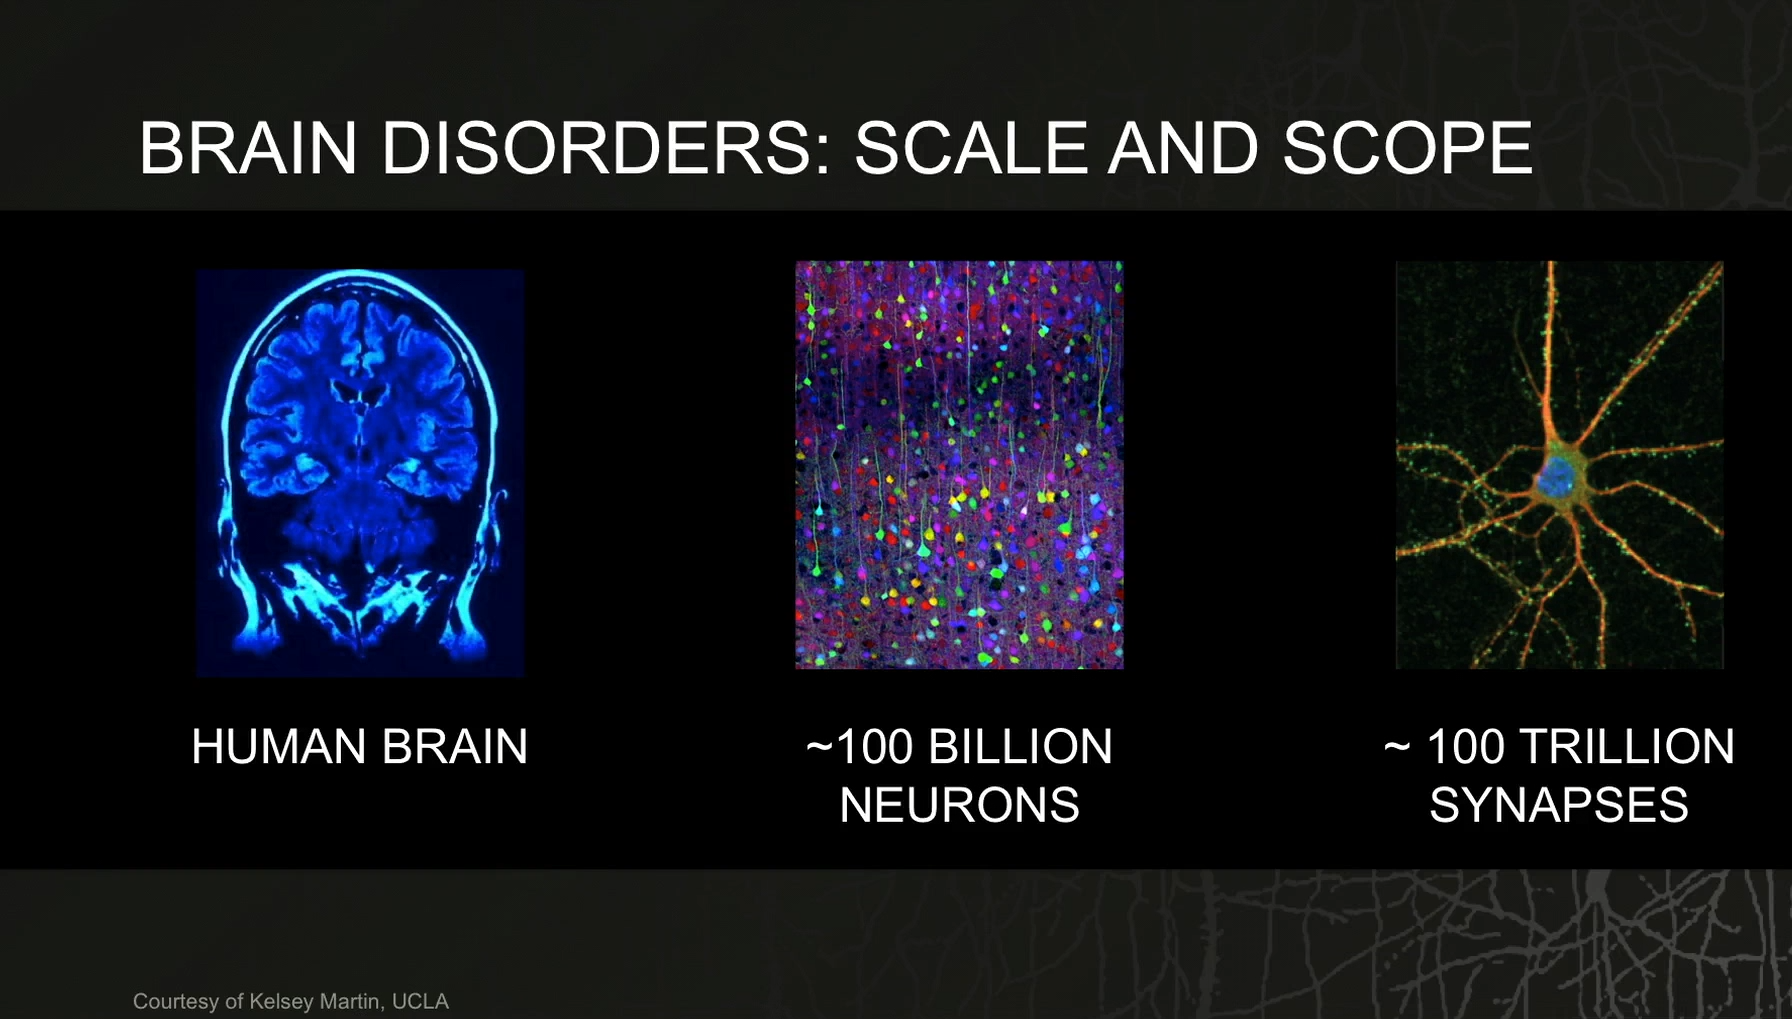 BRAIN DISORDERS: SCALE AND SCOPE
HUMAN BRAIN
~100 BILLION
NEURONS
~ 100 TRILLION
SYNAPSES
Courtesy of Kelsey Martin, UCLA